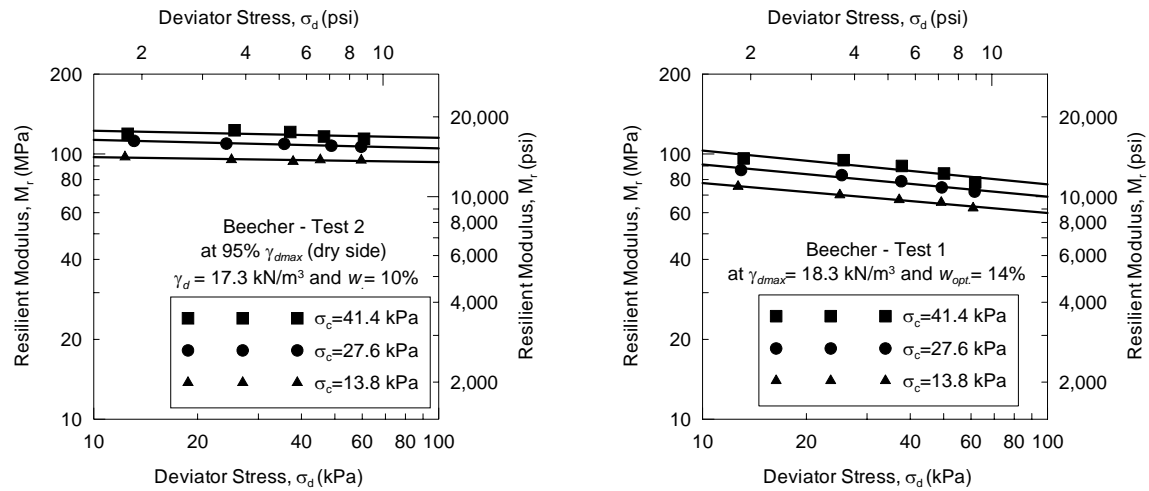 Deviator Stress, σd (psi)
2 4 6 8 10
200
100
80
60
40
20
10
Resilient Modulus, Mr (MPa)
20,000
10,000
8,000
6,000
4,000
2,000
Resilient Modulus, Mr (psi)
Beecher - Test 2
at 95% γdmax (dry side)
γd = 17.3 kN/m³ and w= 10%
σc=41.4 kPa
σc=27.6 kPa
σc=13.8 kPa
10 20 40 60 80 100
Deviator Stress, σd (kPa)
Deviator Stress, σd (psi)
2 4 6 8 10
200
100
80
60
40
20
10
Resilient Modulus, Mr (MPa)
20,000
10,000
8,000
6,000
4,000
2,000
Resilient Modulus, Mr (psi)
Beecher - Test 1
at γdmax= 18.3 kN/m³ and wopt.= 14%
σc=41.4 kPa
σc=27.6 kPa
σc=13.8 kPa
10 20 40 60 80 100
Deviator Stress, σd (kPa)